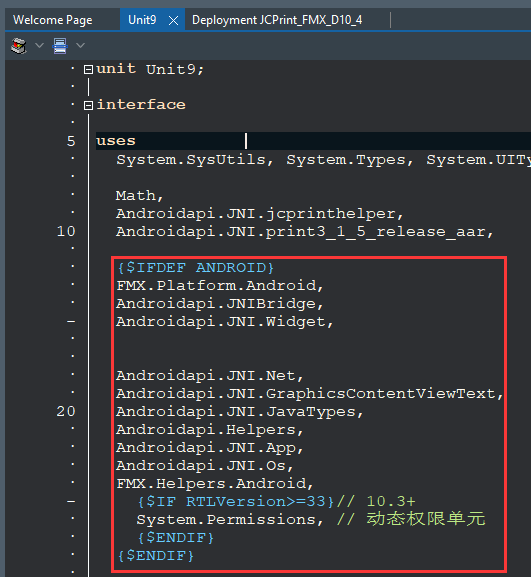 Welcome Page
Unit9
Deployment JCPrint_FMX_D10_4
unit Unit9;
interface
5 uses
System.SysUtils, System.Types, System.UITy
Math,
Androidapi.JNI.jcprinthelper,
10 Androidapi.JNI.print3_1_5_release_aar,
{$IFDEF ANDROID}
FMX.Platform.Android,
Androidapi.JNIBridge,
Androidapi.JNI.Widget,
Androidapi.JNI.Net,
Androidapi.JNI.GraphicsContentViewText,
20 Androidapi.JNI.JavaTypes,
Androidapi.Helpers,
Androidapi.JNI.App,
Androidapi.JNI.Os,
FMX.Helpers.Android,
{$IF RTLVersion>=33}// 10.3+
System.Permissions, // 动态权限单元
{$ENDIF}
{$ENDIF}